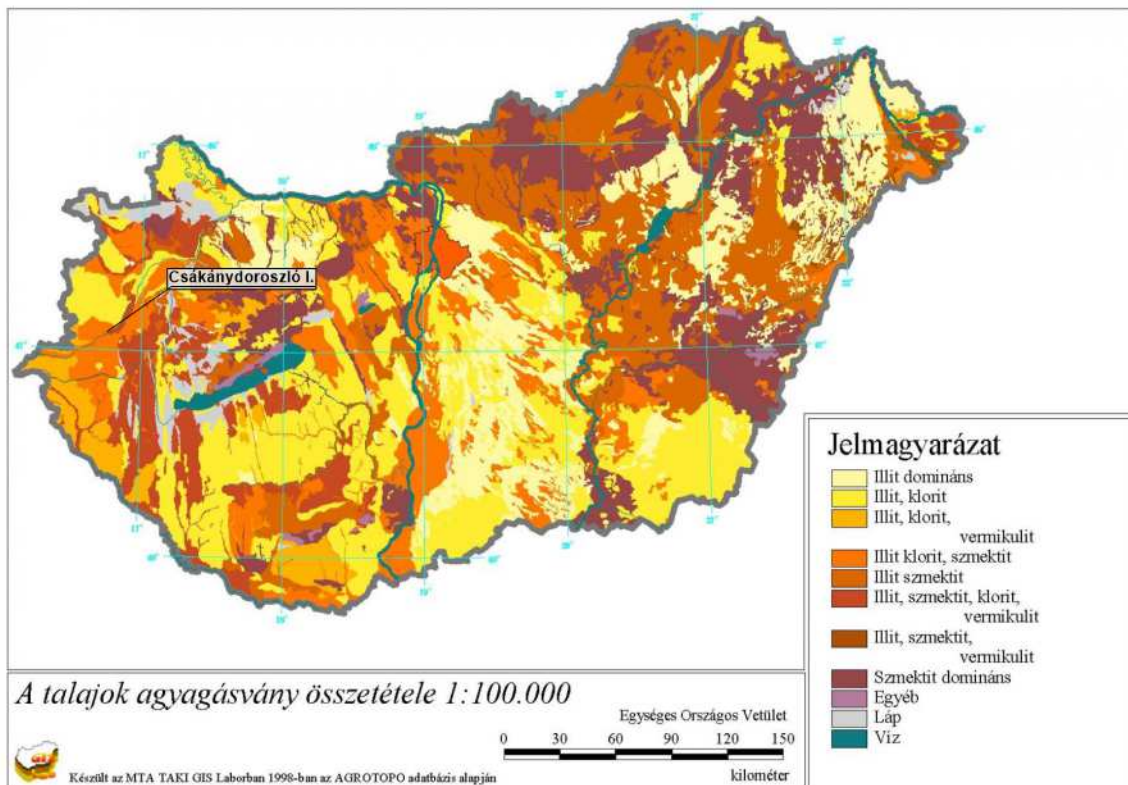 Csákánydoroszló I.
Jelmagyarázat
Illit domináns
Illit, klorit
Illit, klorit,
vermikulit
Illit klorit, szmektit
Illit szmektit
Illit, szmektit, klorit,
vermikulit
Illit, szmektit,
vermikulit
Szmektit domináns
Egyéb
Láp
Víz
A talajok agyagásvány összetétele 1:100.000
Egységes Országos Vetület
0 30 60 90 120 150
kilométer
Készült az MTA TAKI GIS Laborban 1998-ban az AGROTOPO adatbázis alapján